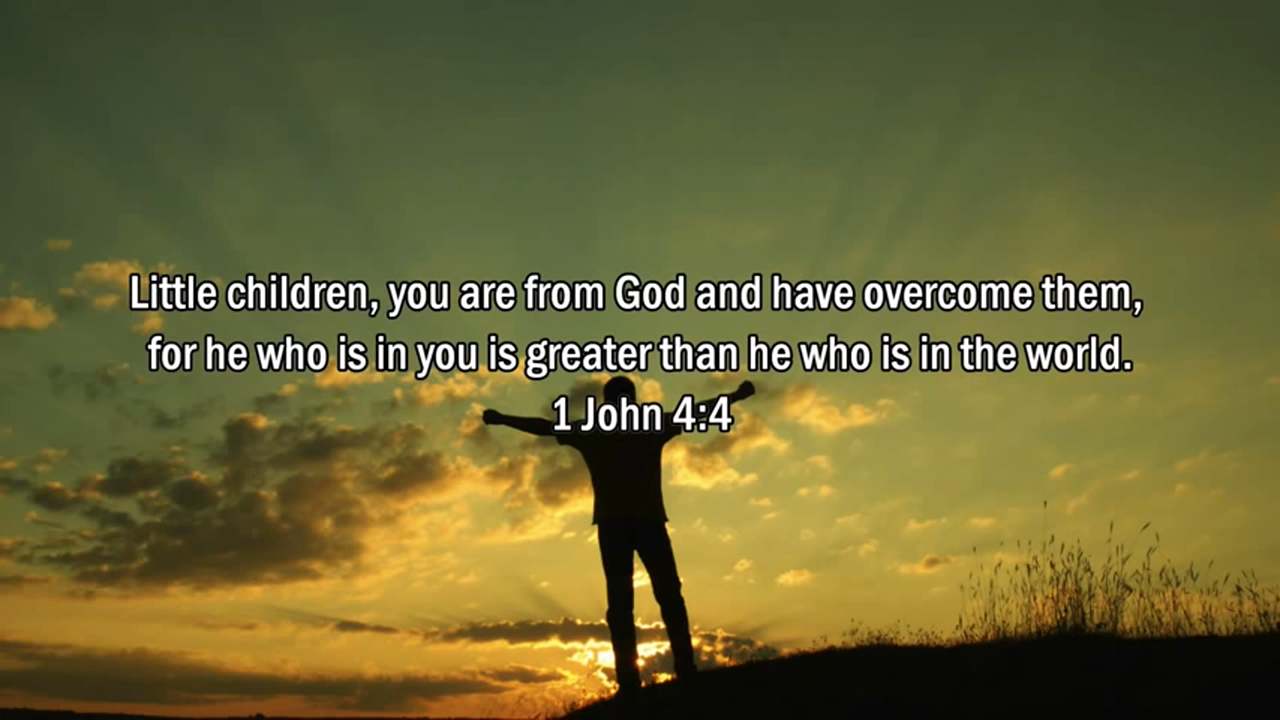 Little children, you are from God and have overcome them,
for he who is in you is greater than he who is in the world.
1 John 4:4